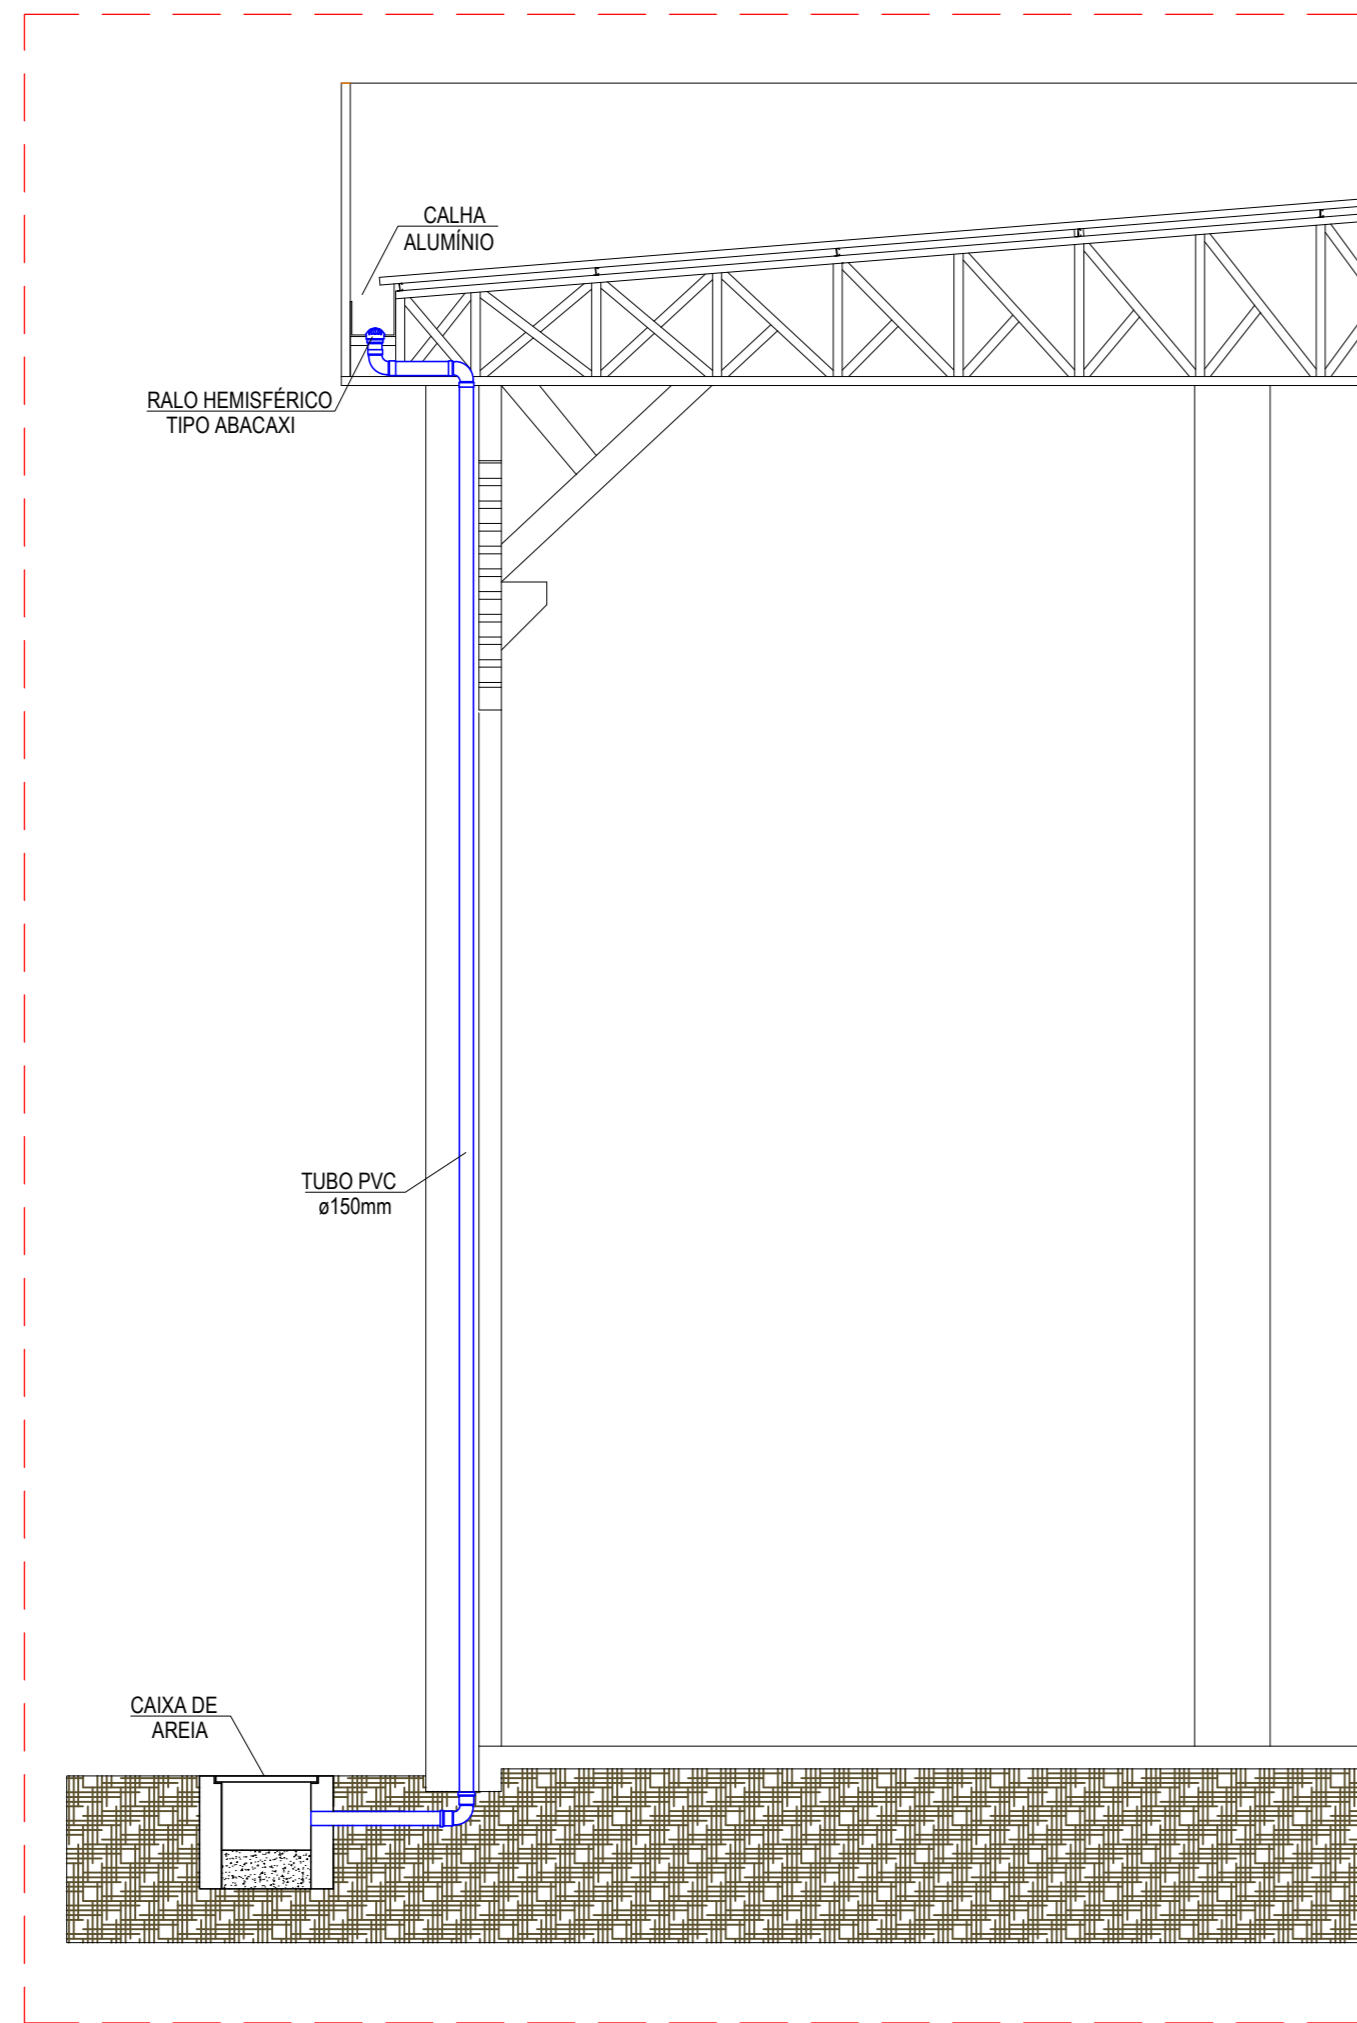 CALHA
ALUMÍNIO
RALO HEMISFÉRICO
TIPO ABACAXI
TUBO PVC
ø150mm
CAIXA DE
AREIA